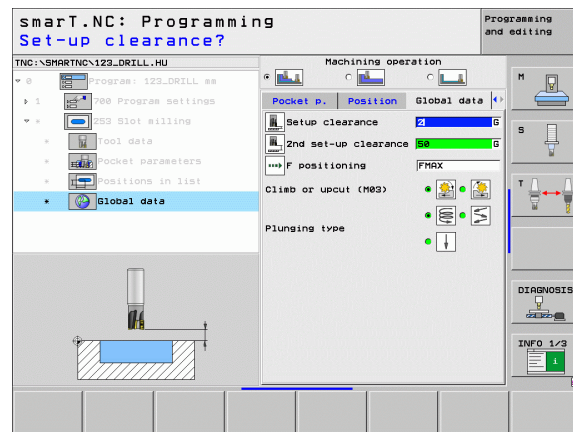 smarT.NC: Programming
Set-up clearance?
Programming
and editing
TNC:\SMARTNC\123_DRILL.HU
0 Program: 123_DRILL mm
1 700 Program settings
* 253 Slot milling
* Tool data
* Pocket parameters
* Positions in list
* Global data
Machining operation
Pocket p. Position Global data
Setup clearance 2 G
2nd set-up clearance 50 G
F positioning FMAX
Climb or upcut (M03)
Plunging type
M
S
T
DIAGNOSIS
INFO 1/3